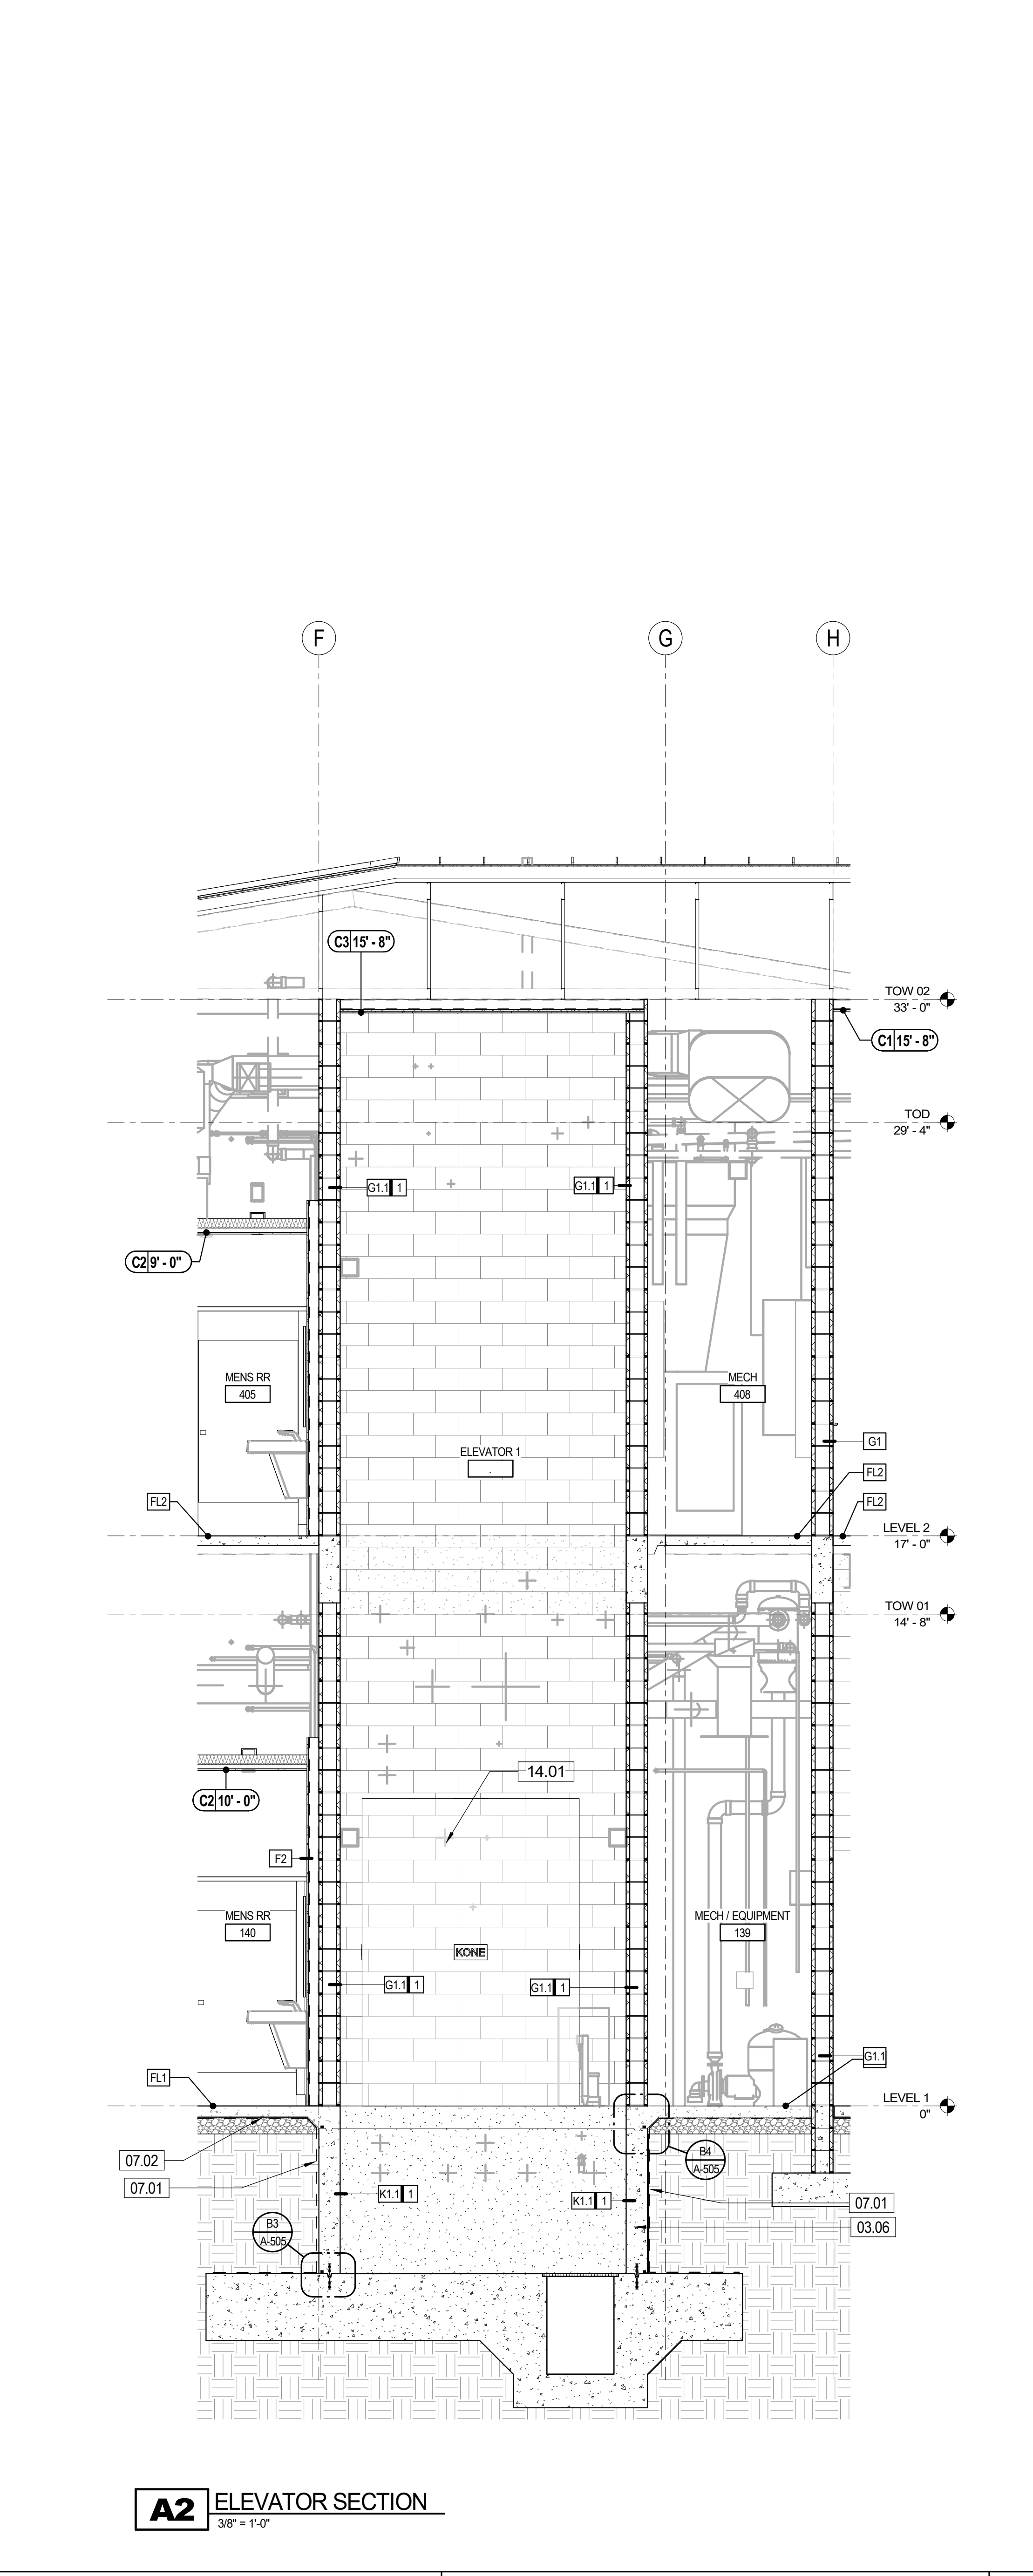 F
G
H
C3 15' - 8"
TOW 02
33' - 0"
C1 15' - 8"
TOD
29' - 4"
G1.1 1
G1.1 1
C2 9' - 0"
MENS RR
405
MECH
408
G1
ELEVATOR 1
.
FL2
FL2
FL2
LEVEL 2
17' - 0"
TOW 01
14' - 8"
14.01
C2 10' - 0"
F2
MENS RR
140
MECH / EQUIPMENT
139
KONE
G1.1 1
G1.1 1
G1.1
FL1
LEVEL 1
0"
07.02
B4
A-505
07.01
K1.1 1
K1.1 1
07.01
B3
A-505
03.06
A2
ELEVATOR SECTION
3/8" = 1'-0"